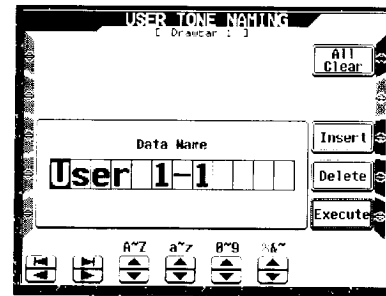 USER TONE NAMING
[ Drawbar 1 ]
All
Clear
Data Name
User 1-1
Insert
Delete
Execute
A~Z a~z 0~9 %&~